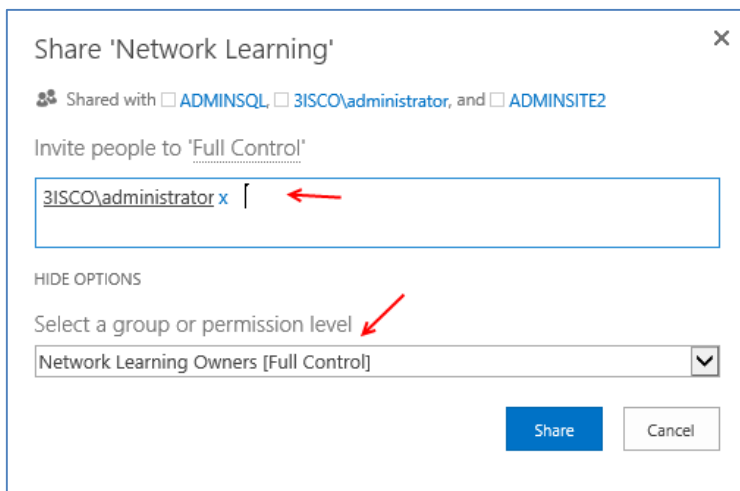 Share 'Network Learning'
Shared with ADMINSQL, 3ISCO\administrator, and ADMINSITE2
Invite people to 'Full Control'
3ISCO\administrator x
HIDE OPTIONS
Select a group or permission level
Network Learning Owners [Full Control]
Share Cancel